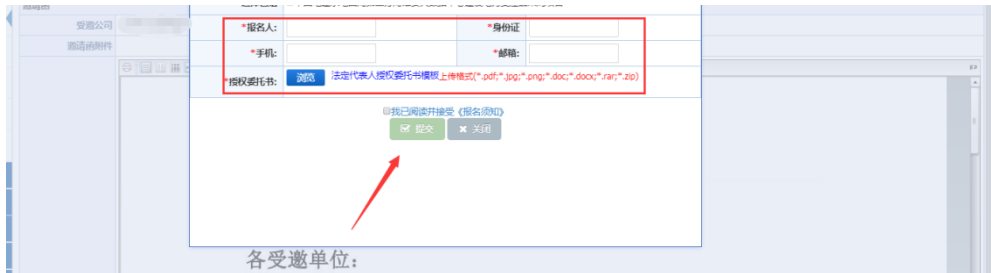 受邀公司
邀请函附件
*报名人:
*身份证
*手机:
*邮箱:
*授权委托书:
浏览 法定代表人授权委托书模板上传格式(*.pdf;*.jpg;*.png;*.doc;*.docx;*.rar;*.zip)
我已阅读并接受《报名须知》
提交 关闭
各受邀单位：